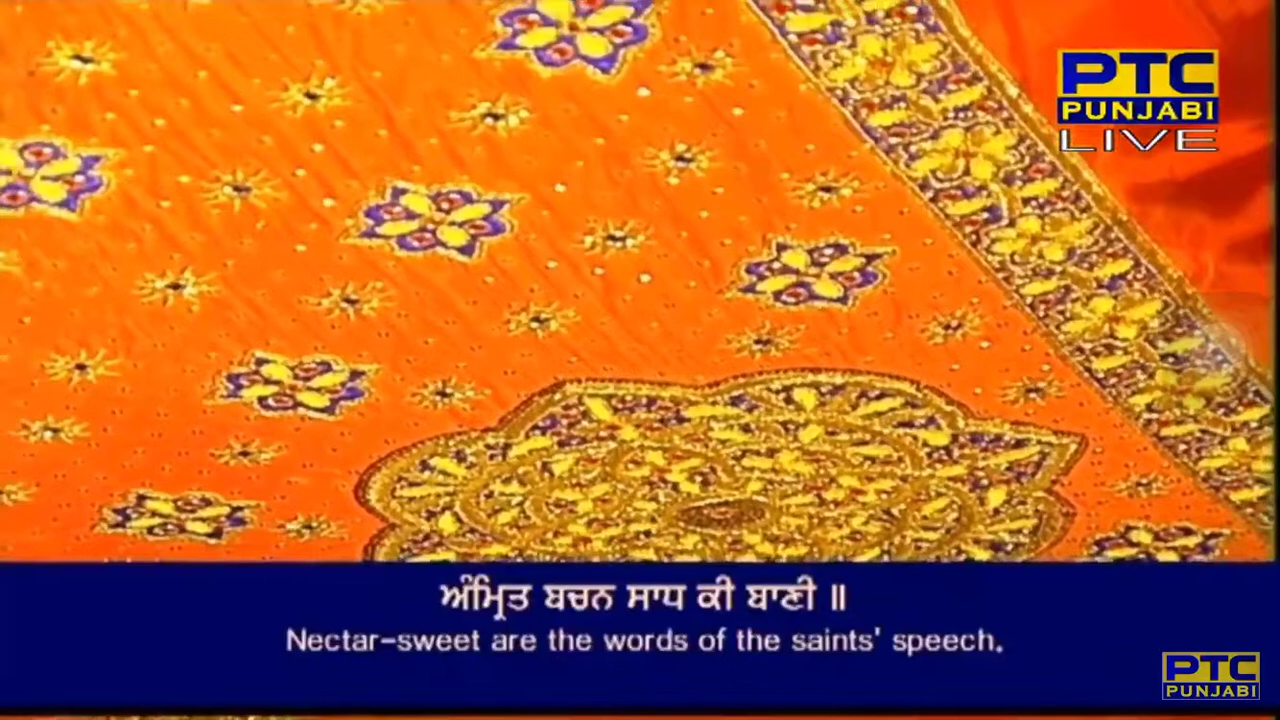 PTC
PUNJABI
LIVE
ਅੰਮ੍ਰਿਤ ਬਚਨ ਸਾਧ ਕੀ ਬਾਣੀ ॥
Nectar-sweet are the words of the saints' speech.
PTC
PUNJABI